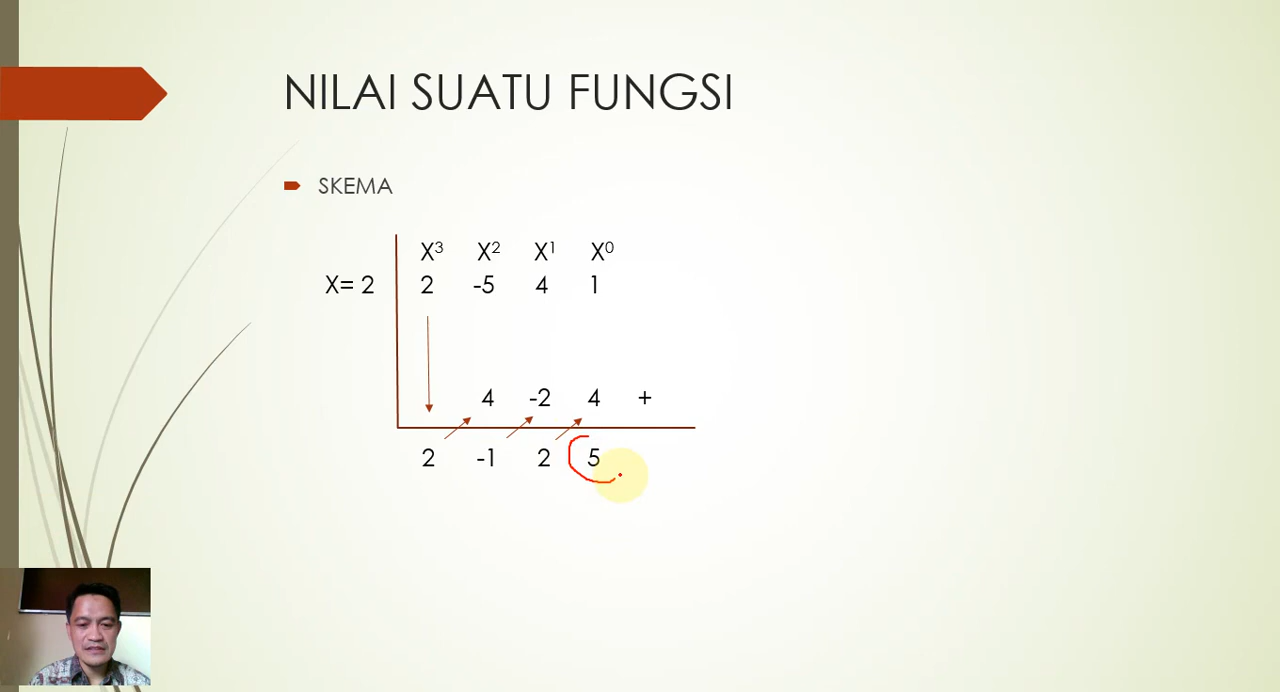 NILAI SUATU FUNGSI
SKEMA
X³ X² X¹ X⁰
X= 2 2 -5 4 1
4 -2 4 +
2 -1 2 5